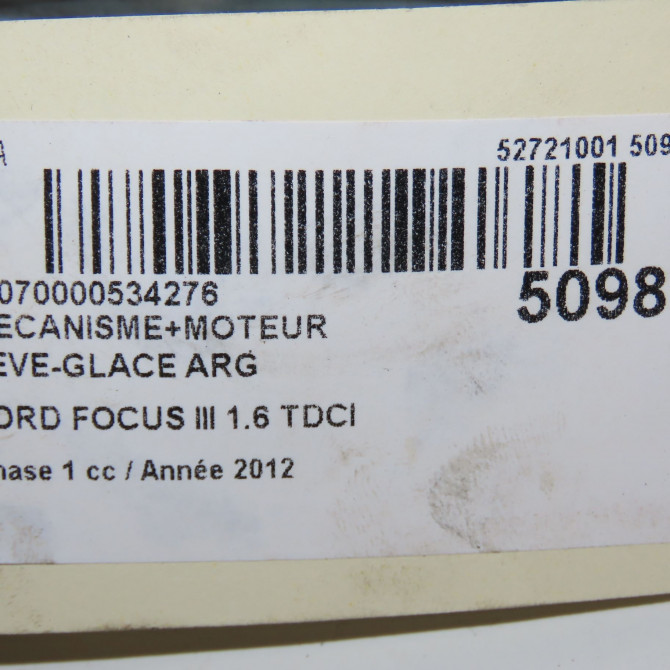 A
52721001 509
070000534276
5098
ECANISME+MOTEUR
EVE-GLACE ARG
ORD FOCUS III 1.6 TDCI
hase 1 cc / Année 2012